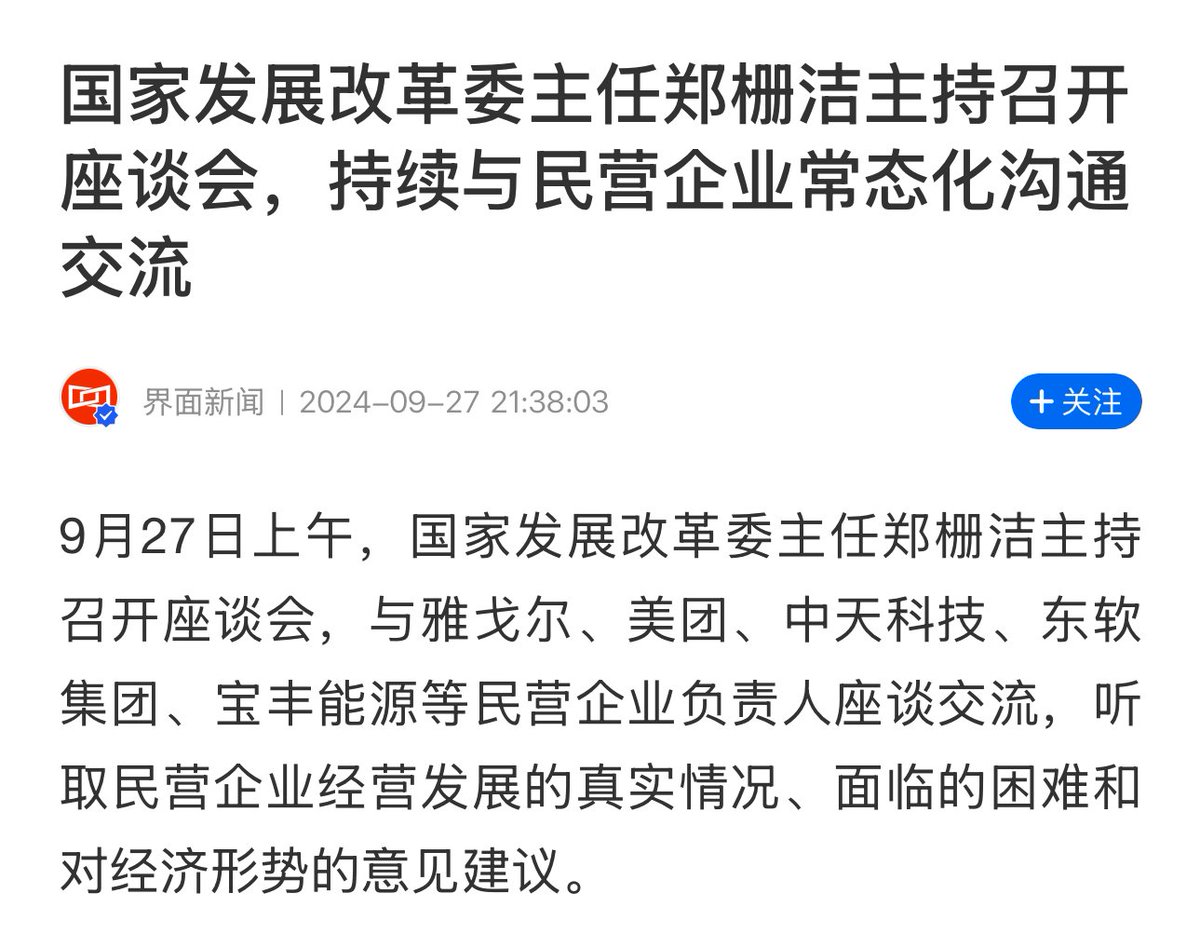 国家发展改革委主任郑栅洁主持召开
座谈会，持续与民营企业常态化沟通
交流
界面新闻 | 2024-09-27 21:38:03
+ 关注
9月27日上午，国家发展改革委主任郑栅洁主持
召开座谈会，与雅戈尔、美团、中天科技、东软
集团、宝丰能源等民营企业负责人座谈交流，听
取民营企业经营发展的真实情况、面临的困难和
对经济形势的意见建议。